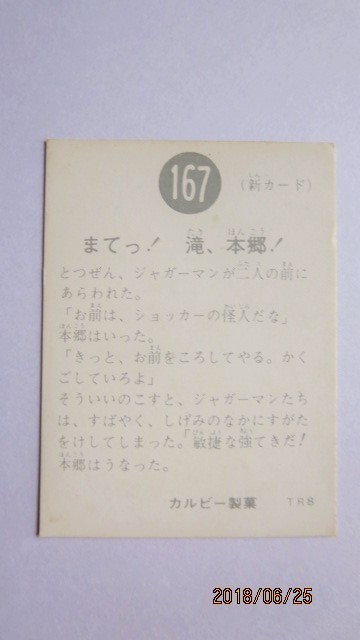 167
（新カード）
まてっ！ 滝、本郷！
とつぜん、ジャガーマンが二人の前に
あらわれた。
「お前は、ショッカーの怪人だな」
本郷はいった。
「きっと、お前をころしてやる。かく
ごしていろよ」
そういいのこすと、ジャガーマンたち
は、すばやく、しげみのなかにすがた
をけしてしまった。「敏捷な強てきだ！
本郷はうなった。
カルビー製菓 TR8
2018/06/25